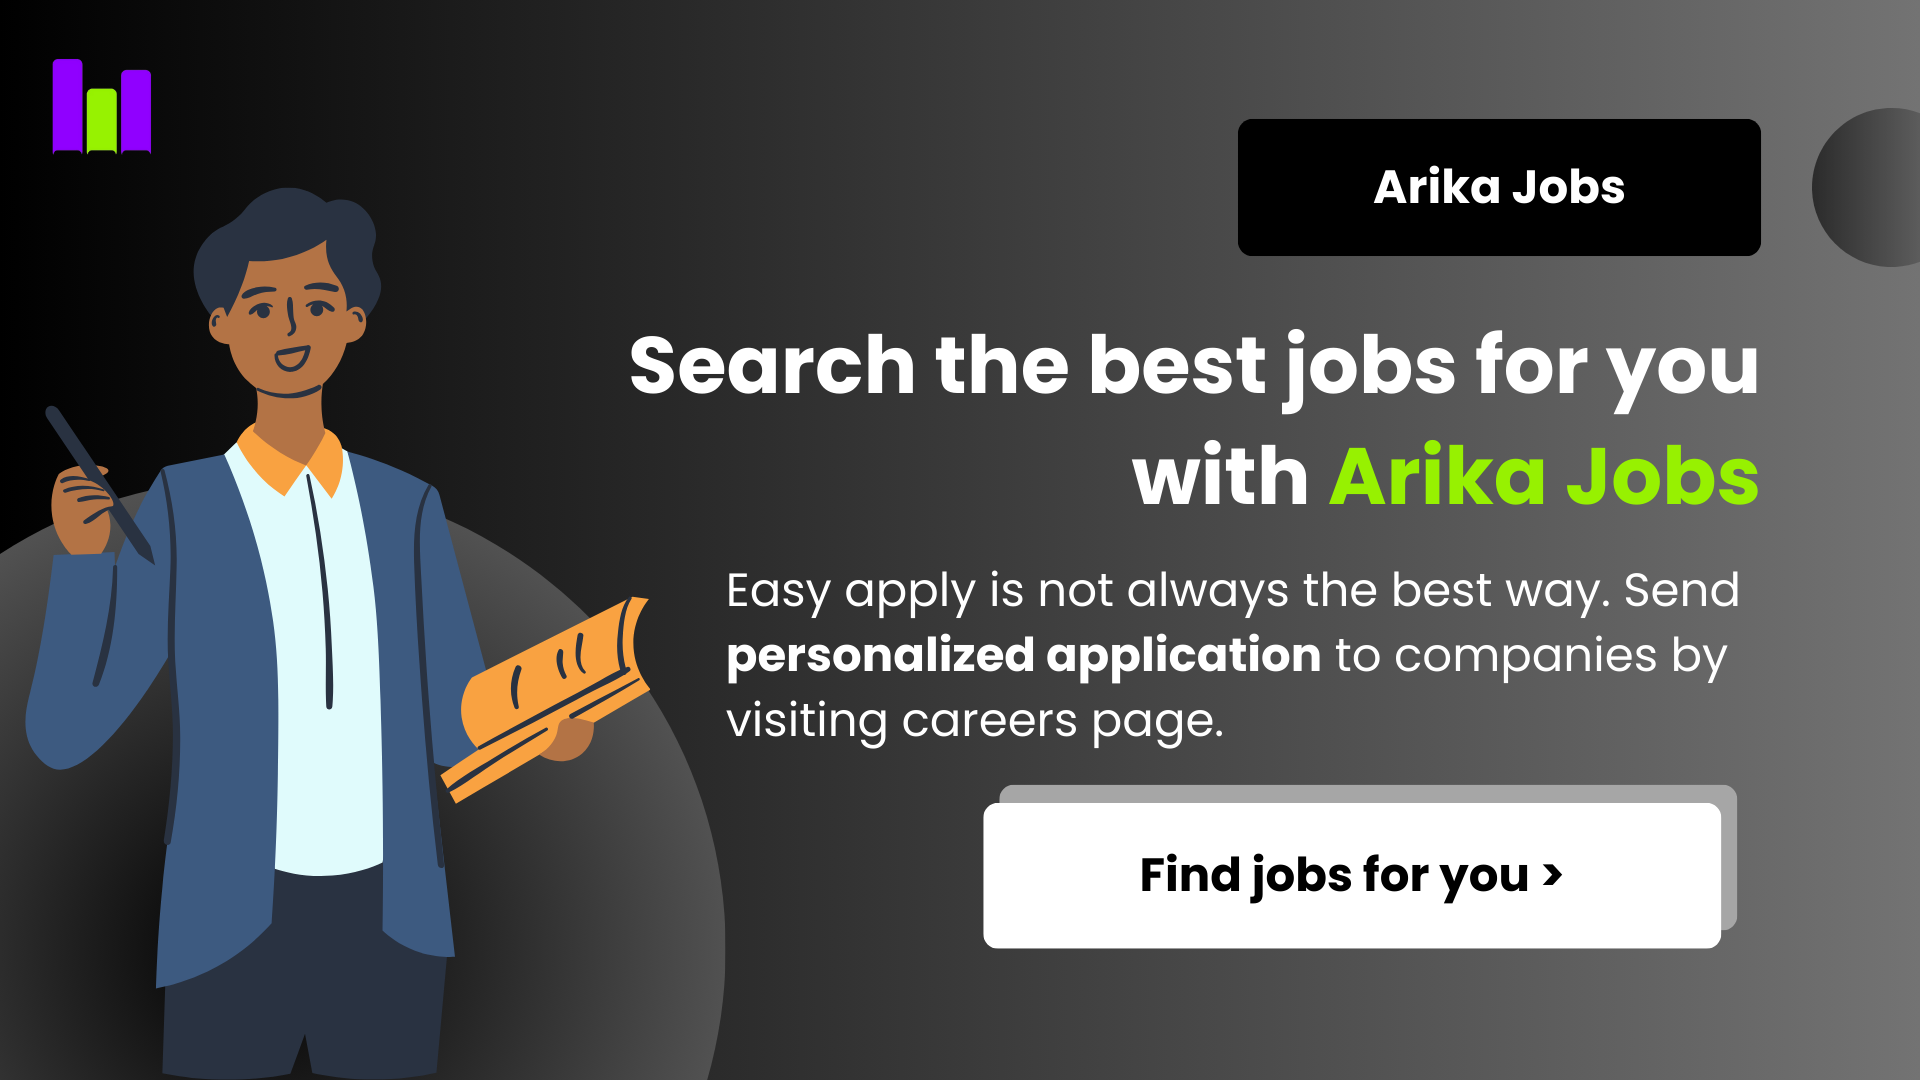 Arika Jobs
Search the best jobs for you
with Arika Jobs
Easy apply is not always the best way. Send
personalized application to companies by
visiting careers page.
Find jobs for you >